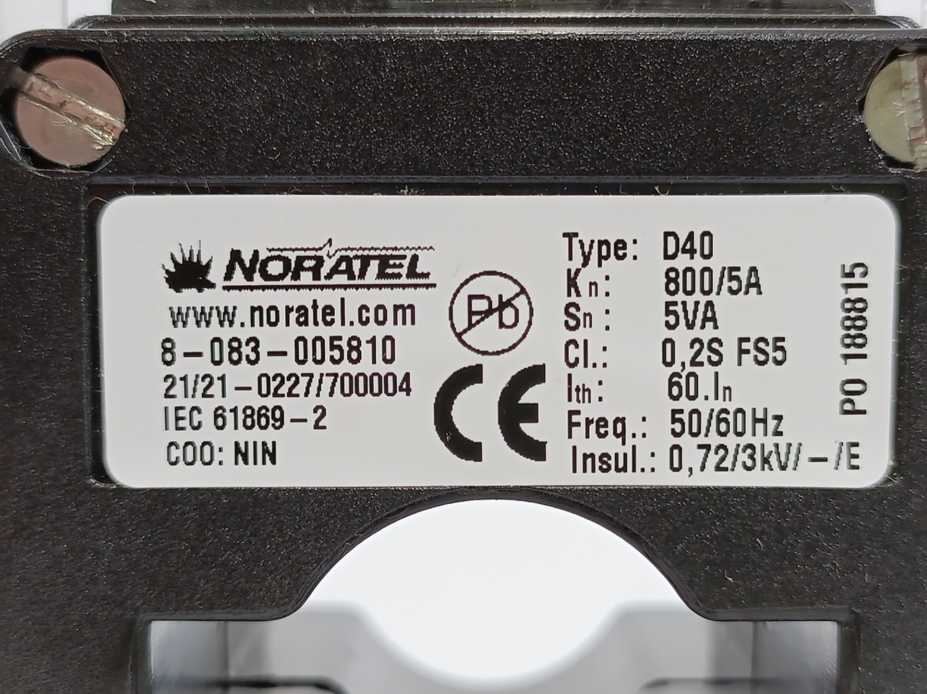 NORATEL
www.noratel.com
8-083-005810
21/21-0227/700004
IEC 61869-2
COO: NIN
Pb
CE
Type: D40
Kn: 800/5A
Sn: 5VA
Cl.: 0,2S FS5
Ith: 60.In
Freq.: 50/60Hz
Insul.: 0,72/3kV/-/E
PO 188815